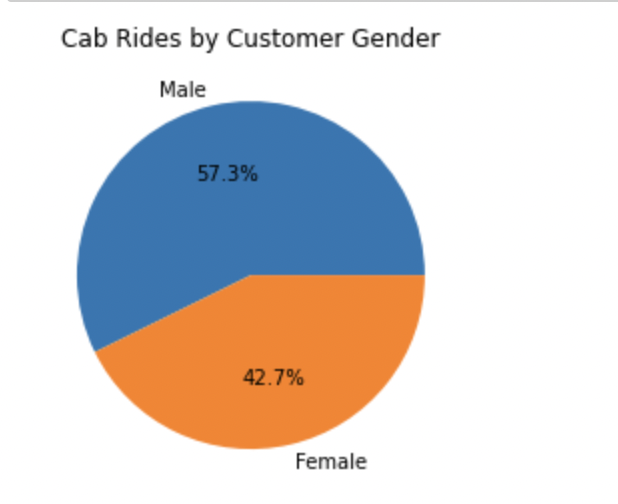 Cab Rides by Customer Gender
Male
57.3%
42.7%
Female